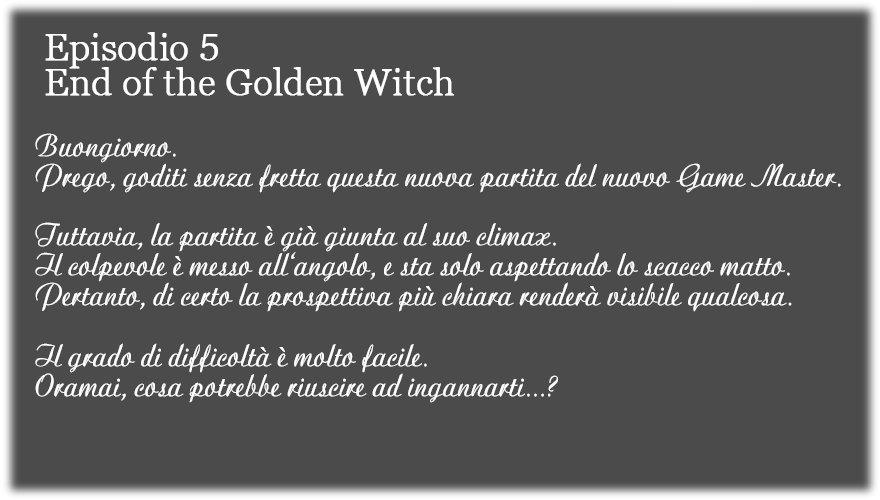 Episodio 5
End of the Golden Witch
Buongiorno.
Prego, goditi senza fretta questa nuova partita del nuovo Game Master.
Tuttavia, la partita è già giunta al suo climax.
Il colpevole è messo all'angolo, e sta solo aspettando lo scacco matto.
Pertanto, di certo la prospettiva più chiara renderà visibile qualcosa.
Il grado di difficoltà è molto facile.
Oramai, cosa potrebbe riuscire ad ingannarti...?